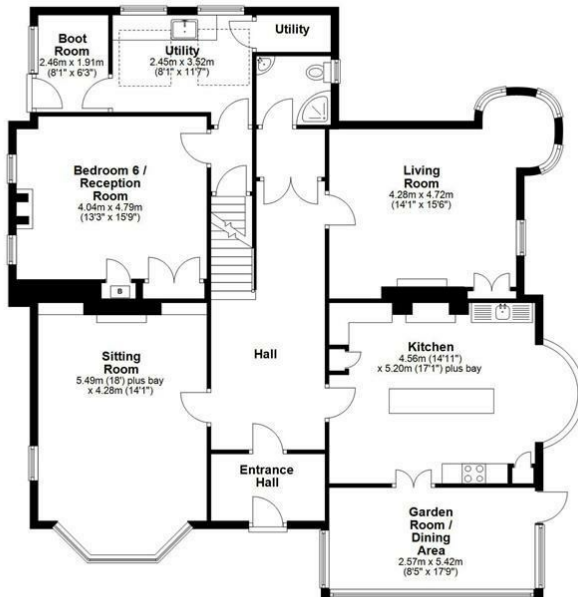 Boot
Room
2.46m x 1.91m
(8'1" x 6'3")
Utility
2.45m x 3.52m
(8'1" x 11'7")
Utility
Bedroom 6 /
Reception
Room
4.04m x 4.79m
(13'3" x 15'9")
Living
Room
4.28m x 4.72m
(14'1" x 15'6")
B
Sitting
Room
5.49m (18') plus bay
x 4.28m (14'1")
Hall
Kitchen
4.56m (14'11")
x 5.20m (17'1") plus bay
Entrance
Hall
Garden
Room /
Dining
Area
2.57m x 5.42m
(8'5" x 17'9")